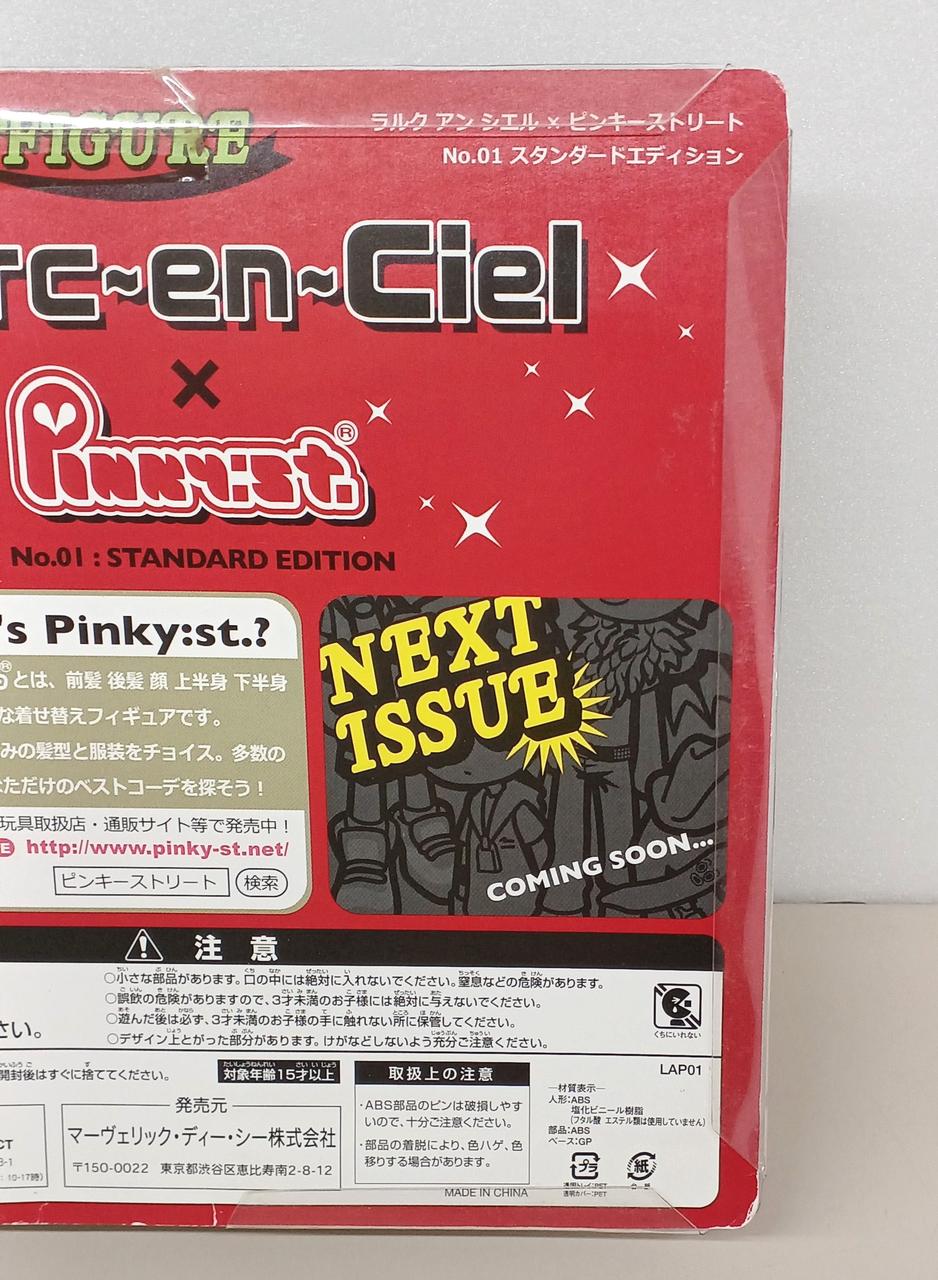 FIGURE
ラルク アン シエル × ピンキーストリート
No.01 スタンダードエディション
rc~en~Ciel
×
Pinky:st.®
No.01 : STANDARD EDITION
's Pinky:st.?
®とは、前髪 後髪 顔 上半身 下半身
な着せ替えフィギュアです。
みの髪型と服装をチョイス。多数の
ただけのベストコーデを探そう！
玩具取扱店・通販サイト等で発売中！
http://www.pinky-st.net/
ピンキーストリート 検索
NEXT
ISSUE
COMING SOON...
注 意
○小さな部品があります。口の中には絶対に入れないでください。窒息などの危険があります。
○誤飲の危険がありますので、3才未満のお子様には絶対に与えないでください。
○遊んだ後は必ず、3才未満のお子様の手に触れない所に保管してください。
○デザイン上とがった部分があります。けがなどしないよう充分ご注意ください。
さい。
くちにいれない
開封後はすぐに捨ててください。
対象年齢15才以上
LAP01
発売元
マーヴェリック・ディー・シー株式会社
〒150-0022 東京都渋谷区恵比寿南2-8-12
CT
3-1
: 10-17時)
取扱上の注意
・ABS部品のピンは破損しやす
いので、十分ご注意ください。
・部品の着脱により、色ハゲ、色
移りする場合があります。
―材質表示―
人形:ABS
塩化ビニール樹脂
(フタル酸 エステル類は使用していません)
部品:ABS
ベース:GP
プラ
紙
透明カバー:PET
MADE IN CHINA